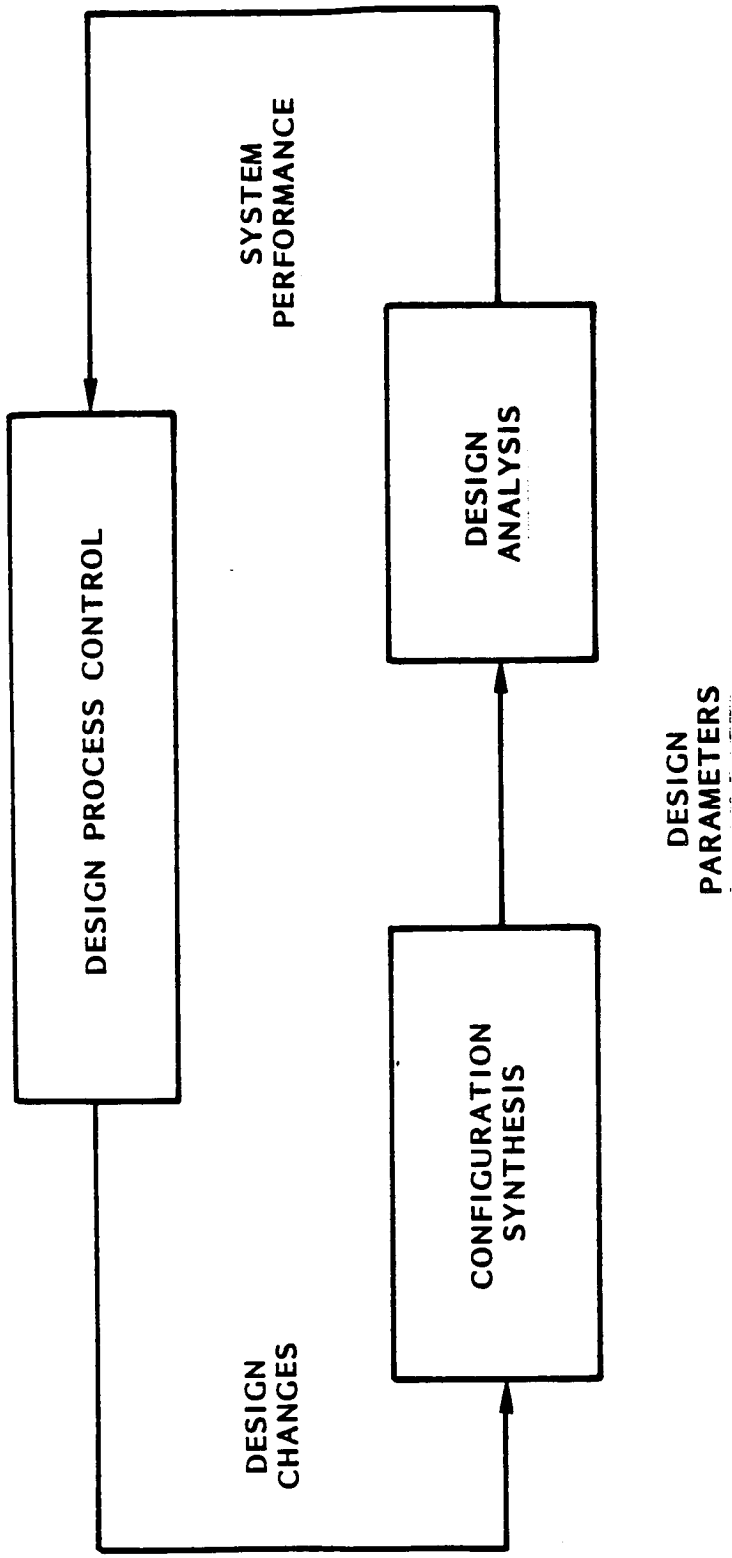 DESIGN PROCESS CONTROL
DESIGN
CHANGES
SYSTEM
PERFORMANCE
CONFIGURATION
SYNTHESIS
DESIGN
ANALYSIS
DESIGN
PARAMETERS